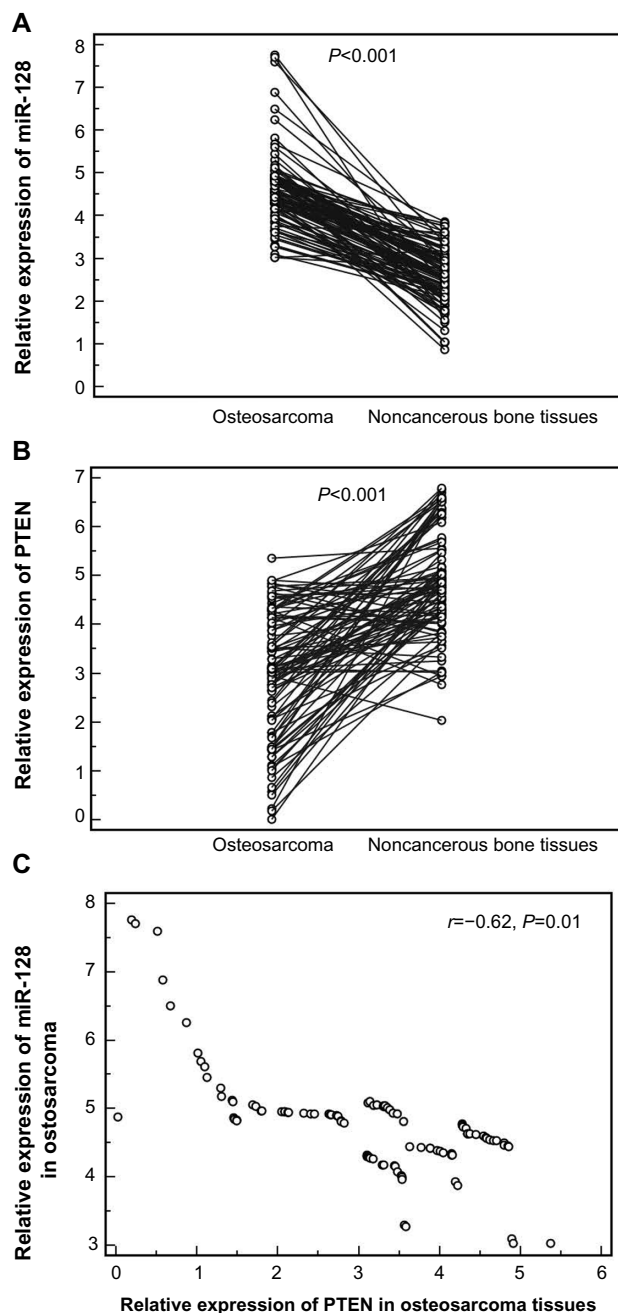 A
Relative expression of miR-128
8
7
6
5
4
3
2
1
0
P<0.001
Osteosarcoma
Noncancerous bone tissues
B
Relative expression of PTEN
7
6
5
4
3
2
1
0
P<0.001
Osteosarcoma
Noncancerous bone tissues
C
Relative expression of miR-128
in ostosarcoma
8
7
6
5
4
3
r=−0.62, P=0.01
0 1 2 3 4 5 6
Relative expression of PTEN in osteosarcoma tissues